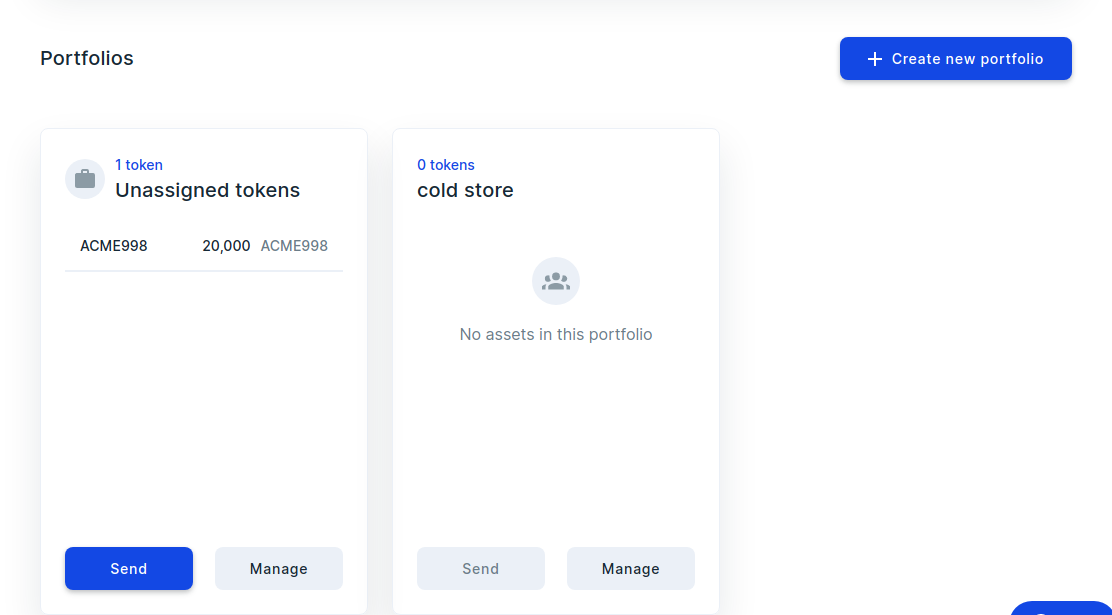 Portfolios
Create new portfolio
1 token
Unassigned tokens
ACME998 20,000 ACME998
Send Manage
0 tokens
cold store
No assets in this portfolio
Send Manage